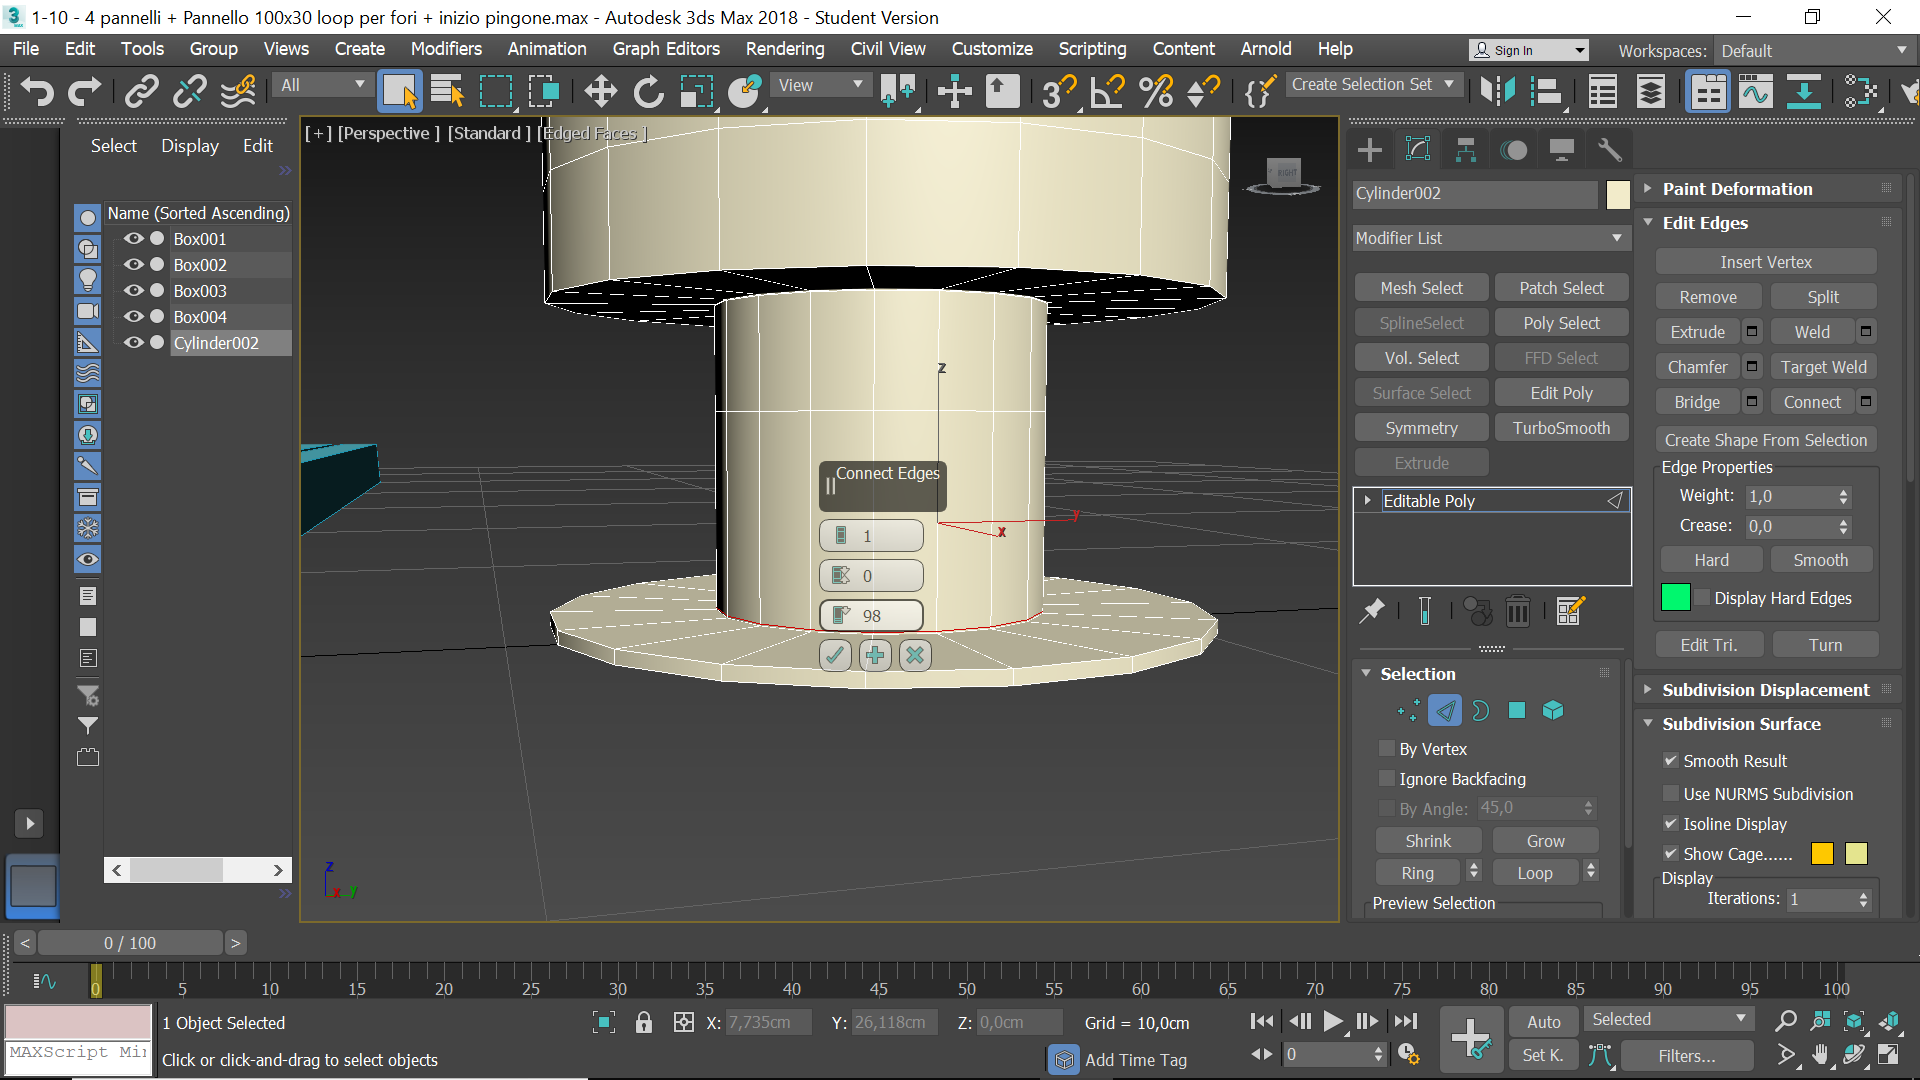 1-10 - 4 pannelli + Pannello 100x30 loop per fori + inizio pingone.max - Autodesk 3ds Max 2018 - Student Version
File Edit Tools Group Views Create Modifiers Animation Graph Editors Rendering Civil View Customize Scripting Content Arnold Help
Sign In
Workspaces: Default
All
View
Create Selection Set
[+] [Perspective ] [Standard ] [Edged Faces ]
RIGHT
Select Display Edit
Name (Sorted Ascending)
Box001
Box002
Box003
Box004
Cylinder002
z
y
x
Connect Edges
1
0
98
z
x
y
Cylinder002
Modifier List
Mesh Select Patch Select
SplineSelect Poly Select
Vol. Select FFD Select
Surface Select Edit Poly
Symmetry TurboSmooth
Extrude
Editable Poly
Selection
By Vertex
Ignore Backfacing
By Angle: 45,0
Shrink Grow
Ring Loop
Preview Selection
Paint Deformation
Edit Edges
Insert Vertex
Remove Split
Extrude Weld
Chamfer Target Weld
Bridge Connect
Create Shape From Selection
Edge Properties
Weight: 1,0
Crease: 0,0
Hard Smooth
Display Hard Edges
Edit Tri. Turn
Subdivision Displacement
Subdivision Surface
Smooth Result
Use NURMS Subdivision
Isoline Display
Show Cage......
Display
Iterations: 1
< 0 / 100 >
0 5 10 15 20 25 30 35 40 45 50 55 60 65 70 75 80 85 90 95 100
1 Object Selected
X: 7,735cm Y: 26,118cm Z: 0,0cm Grid = 10,0cm
Auto Selected
MAXScript Mi
Click or click-and-drag to select objects
Add Time Tag
0
Set K. Filters...